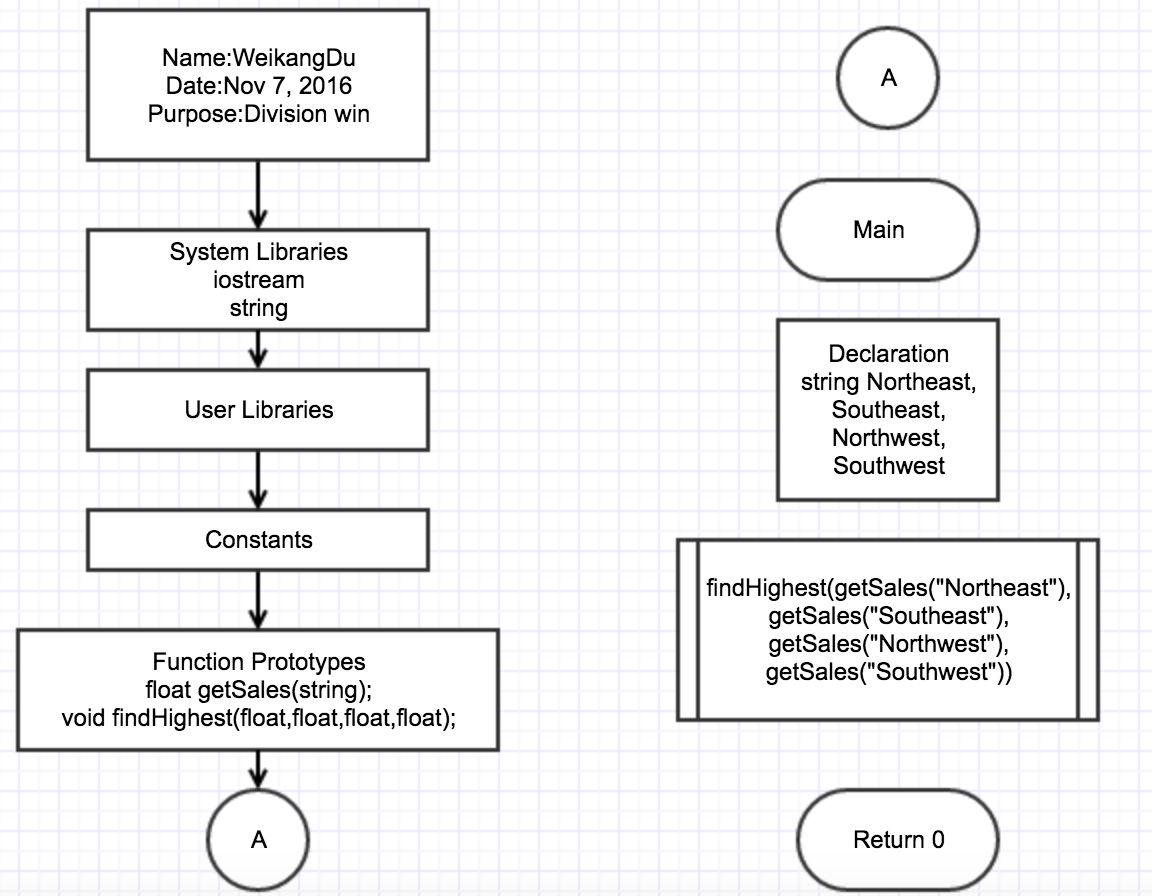 Name:WeikangDu
Date:Nov 7, 2016
Purpose:Division win
System Libraries
iostream
string
User Libraries
Constants
Function Prototypes
float getSales(string);
void findHighest(float,float,float,float);
A
A
Main
Declaration
string Northeast,
Southeast,
Northwest,
Southwest
findHighest(getSales("Northeast"),
getSales("Southeast"),
getSales("Northwest"),
getSales("Southwest"))
Return 0